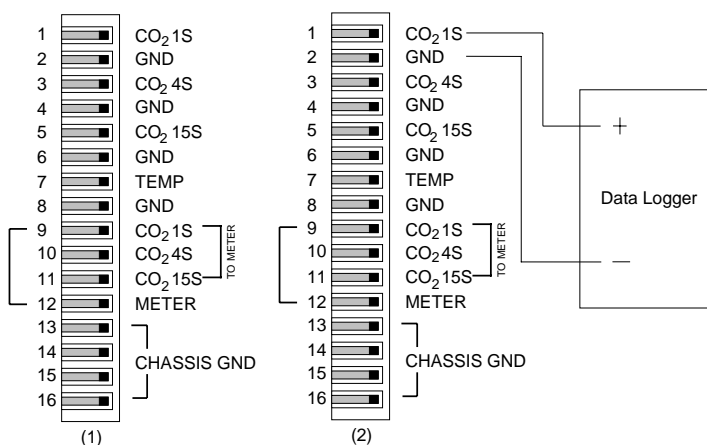 1 CO2 1S
2 GND
3 CO2 4S
4 GND
5 CO2 15S
6 GND
7 TEMP
8 GND
9 CO2 1S
10 CO2 4S
11 CO2 15S
TO METER
12 METER
13
14
CHASSIS GND
15
16
(1)
1 CO2 1S
2 GND
3 CO2 4S
4 GND
5 CO2 15S
6 GND
7 TEMP
8 GND
9 CO2 1S
10 CO2 4S
11 CO2 15S
TO METER
12 METER
13
14
CHASSIS GND
15
16
(2)
+
Data Logger
—